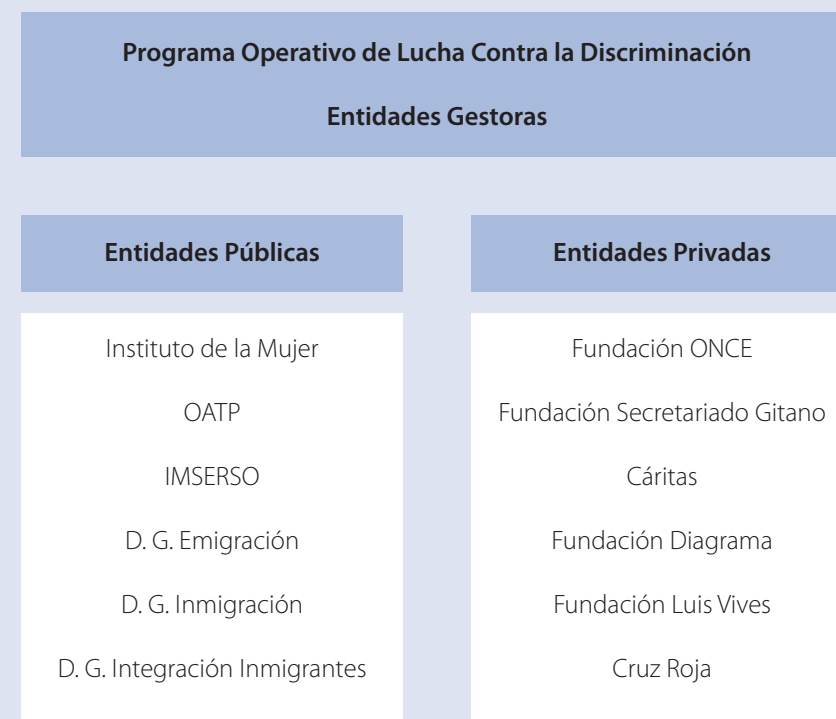 Programa Operativo de Lucha Contra la Discriminación
Entidades Gestoras
Entidades Públicas
Instituto de la Mujer
OATP
IMSERSO
D. G. Emigración
D. G. Inmigración
D. G. Integración Inmigrantes
Entidades Privadas
Fundación ONCE
Fundación Secretariado Gitano
Cáritas
Fundación Diagrama
Fundación Luis Vives
Cruz Roja